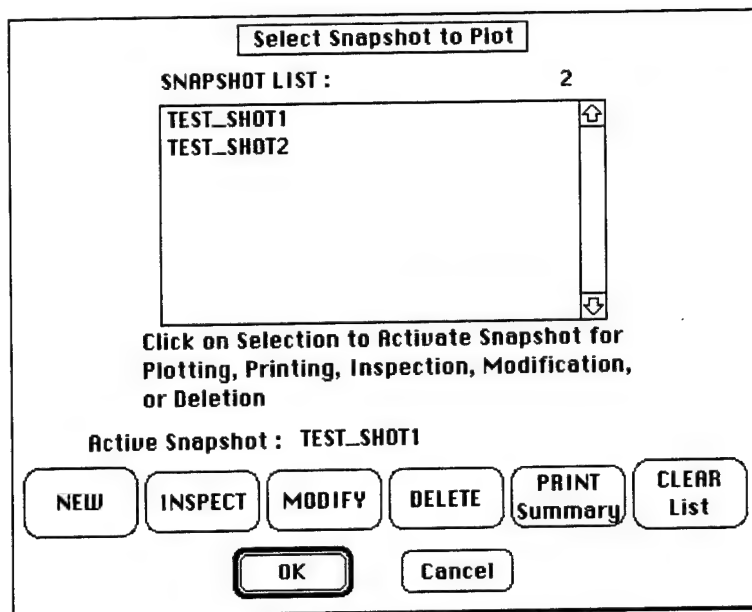 Select Snapshot to Plot
SNAPSHOT LIST : 2
TEST_SHOT1
TEST_SHOT2
Click on Selection to Activate Snapshot for
Plotting, Printing, Inspection, Modification,
or Deletion
Active Snapshot : TEST_SHOT1
NEW INSPECT MODIFY DELETE PRINT Summary CLEAR List
OK Cancel